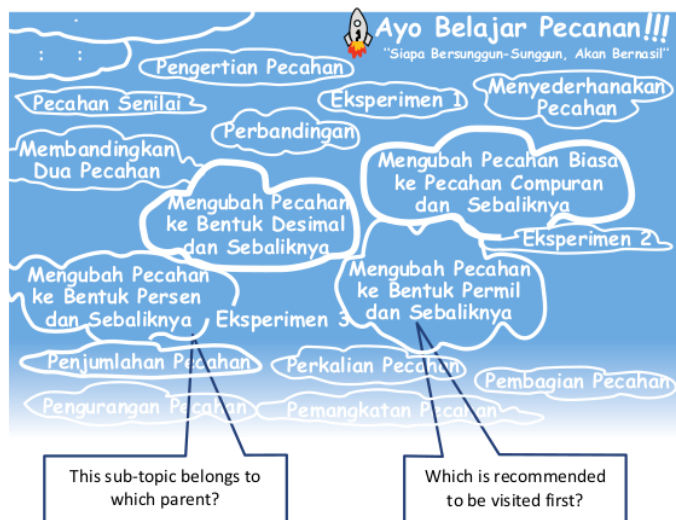 Ayo Belajar Pecanan!!!
"Siapa Bersunggun-Sunggun, Akan Bernasil"
: :
Pengertian Pecahan
Pecahan Senilai
Eksperimen 1
Menyederhanakan
Pecahan
Perbandingan
Membandingkan
Dua Pecahan
Mengubah Pecahan Biasa
ke Pecahan Compuran
dan Sebaliknya
Mengubah Pecahan
ke Bentuk Desimal
dan Sebaliknya
Eksperimen 2
Mengubah Pecahan
ke Bentuk Persen
dan Sebaliknya
Mengubah Pecahan
ke Bentuk Permil
dan Sebaliknya
Eksperimen 3
Penjumlahan Pecahan
Perkalian Pecahan
Pembagian Pecahan
Pengurangan Pecahan
Pemangkatan Pecahan
This sub-topic belongs to
which parent?
Which is recommended
to be visited first?